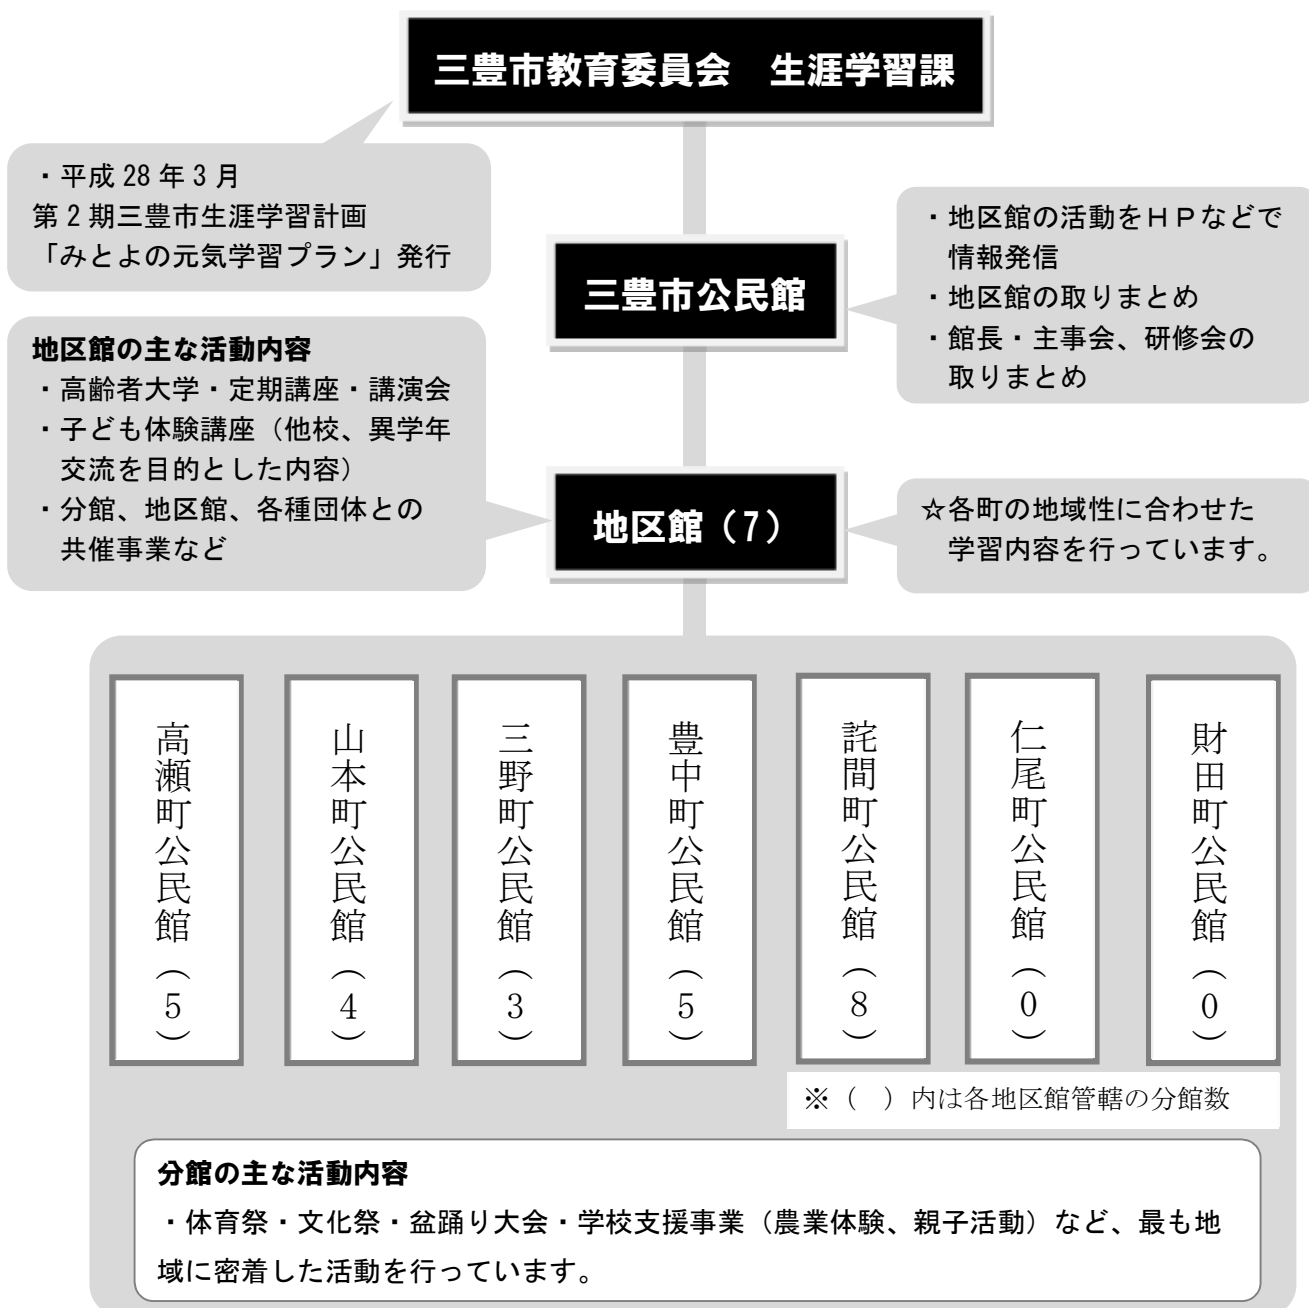 三豊市教育委員会　生涯学習課
・平成 28 年 3 月
第 2 期三豊市生涯学習計画
「みとよの元気学習プラン」発行
三豊市公民館
・地区館の活動をＨＰなどで
情報発信
・地区館の取りまとめ
・館長・主事会、研修会の
取りまとめ
地区館の主な活動内容
・高齢者大学・定期講座・講演会
・子ども体験講座（他校、異学年
交流を目的とした内容）
・分館、地区館、各種団体との
共催事業など
地区館（7）
☆各町の地域性に合わせた
学習内容を行っています。
高瀬町公民館（5）
山本町公民館（4）
三野町公民館（3）
豊中町公民館（5）
詫間町公民館（8）
仁尾町公民館（0）
財田町公民館（0）
※（　）内は各地区館管轄の分館数
分館の主な活動内容
・体育祭・文化祭・盆踊り大会・学校支援事業（農業体験、親子活動）など、最も地
域に密着した活動を行っています。